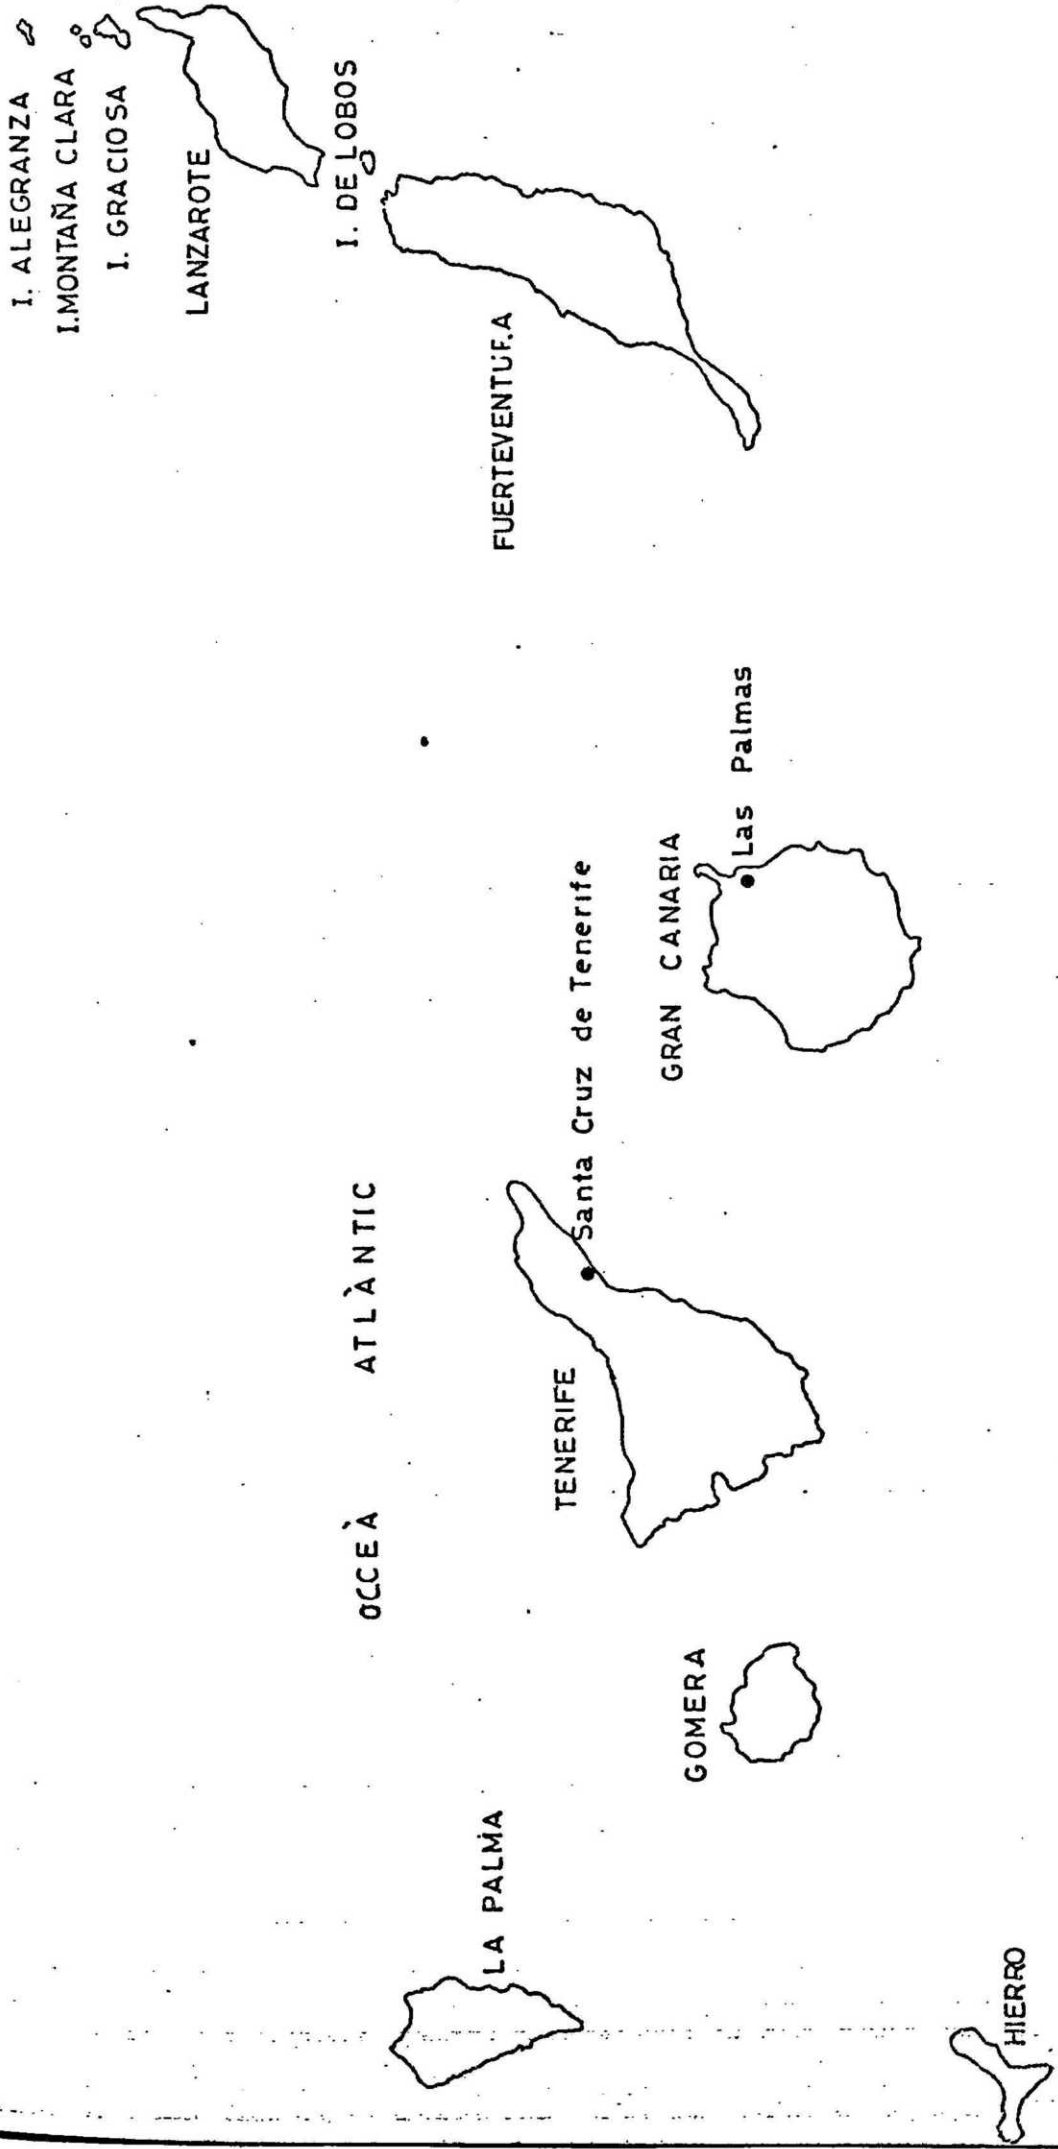 I. ALEGRANZA
I.MONTAÑA CLARA
I. GRACIOSA
LANZAROTE
I. DE LOBOS
FUERTEVENTURA
OCCEÀ ATLÀNTIC
Santa Cruz de Tenerife
TENERIFE
GRAN CANARIA
Las Palmas
LA PALMA
GOMERA
HIERRO